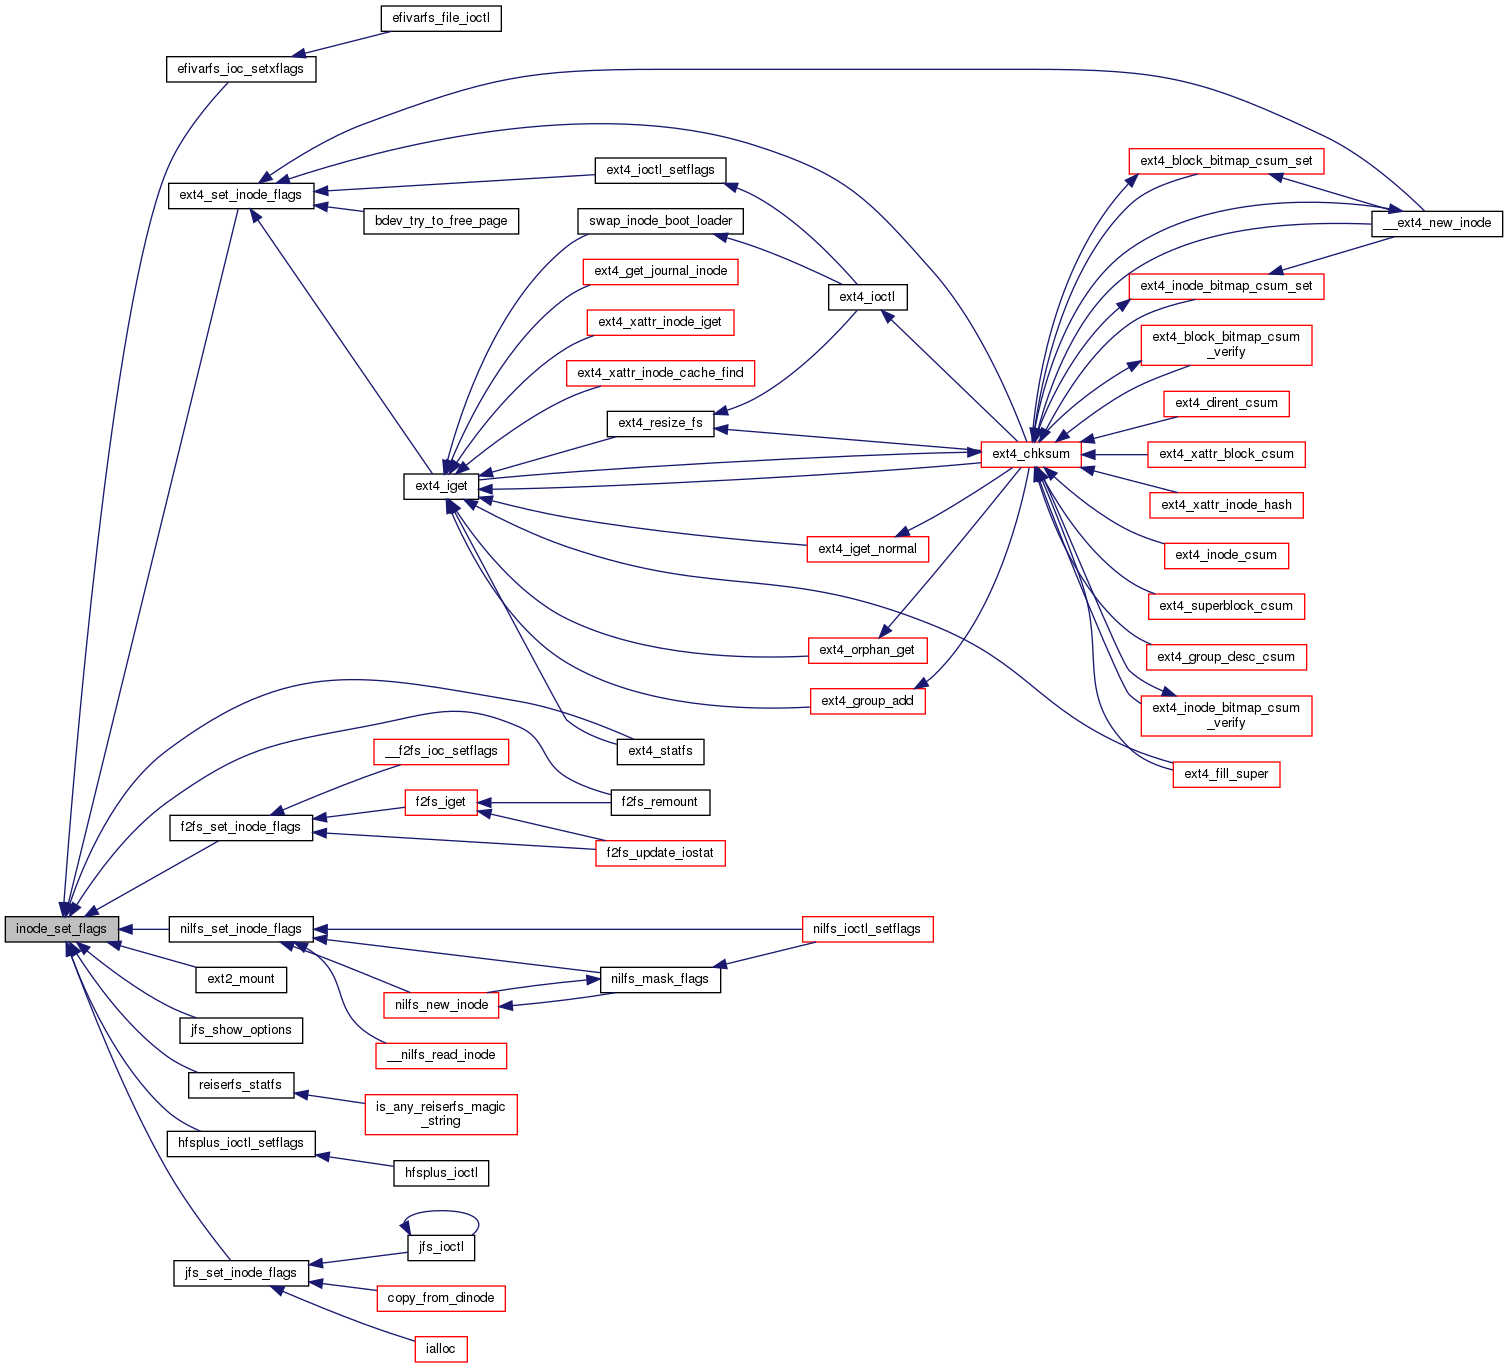 efivarfs_file_ioctl
efivarfs_ioc_setxflags
ext4_block_bitmap_csum_set
ext4_ioctl_setflags
ext4_set_inode_flags
bdev_try_to_free_page
swap_inode_boot_loader
__ext4_new_inode
ext4_get_journal_inode
ext4_inode_bitmap_csum_set
ext4_ioctl
ext4_xattr_inode_iget
ext4_block_bitmap_csum
_verify
ext4_xattr_inode_cache_find
ext4_dirent_csum
ext4_resize_fs
ext4_chksum
ext4_xattr_block_csum
ext4_iget
ext4_xattr_inode_hash
ext4_iget_normal
ext4_inode_csum
ext4_superblock_csum
ext4_orphan_get
ext4_group_desc_csum
ext4_group_add
ext4_inode_bitmap_csum
_verify
__f2fs_ioc_setflags
ext4_statfs
ext4_fill_super
f2fs_iget
f2fs_remount
f2fs_set_inode_flags
f2fs_update_iostat
inode_set_flags
nilfs_set_inode_flags
nilfs_ioctl_setflags
ext2_mount
nilfs_mask_flags
nilfs_new_inode
jfs_show_options
__nilfs_read_inode
reiserfs_statfs
is_any_reiserfs_magic
_string
hfsplus_ioctl_setflags
hfsplus_ioctl
jfs_ioctl
jfs_set_inode_flags
copy_from_dinode
ialloc